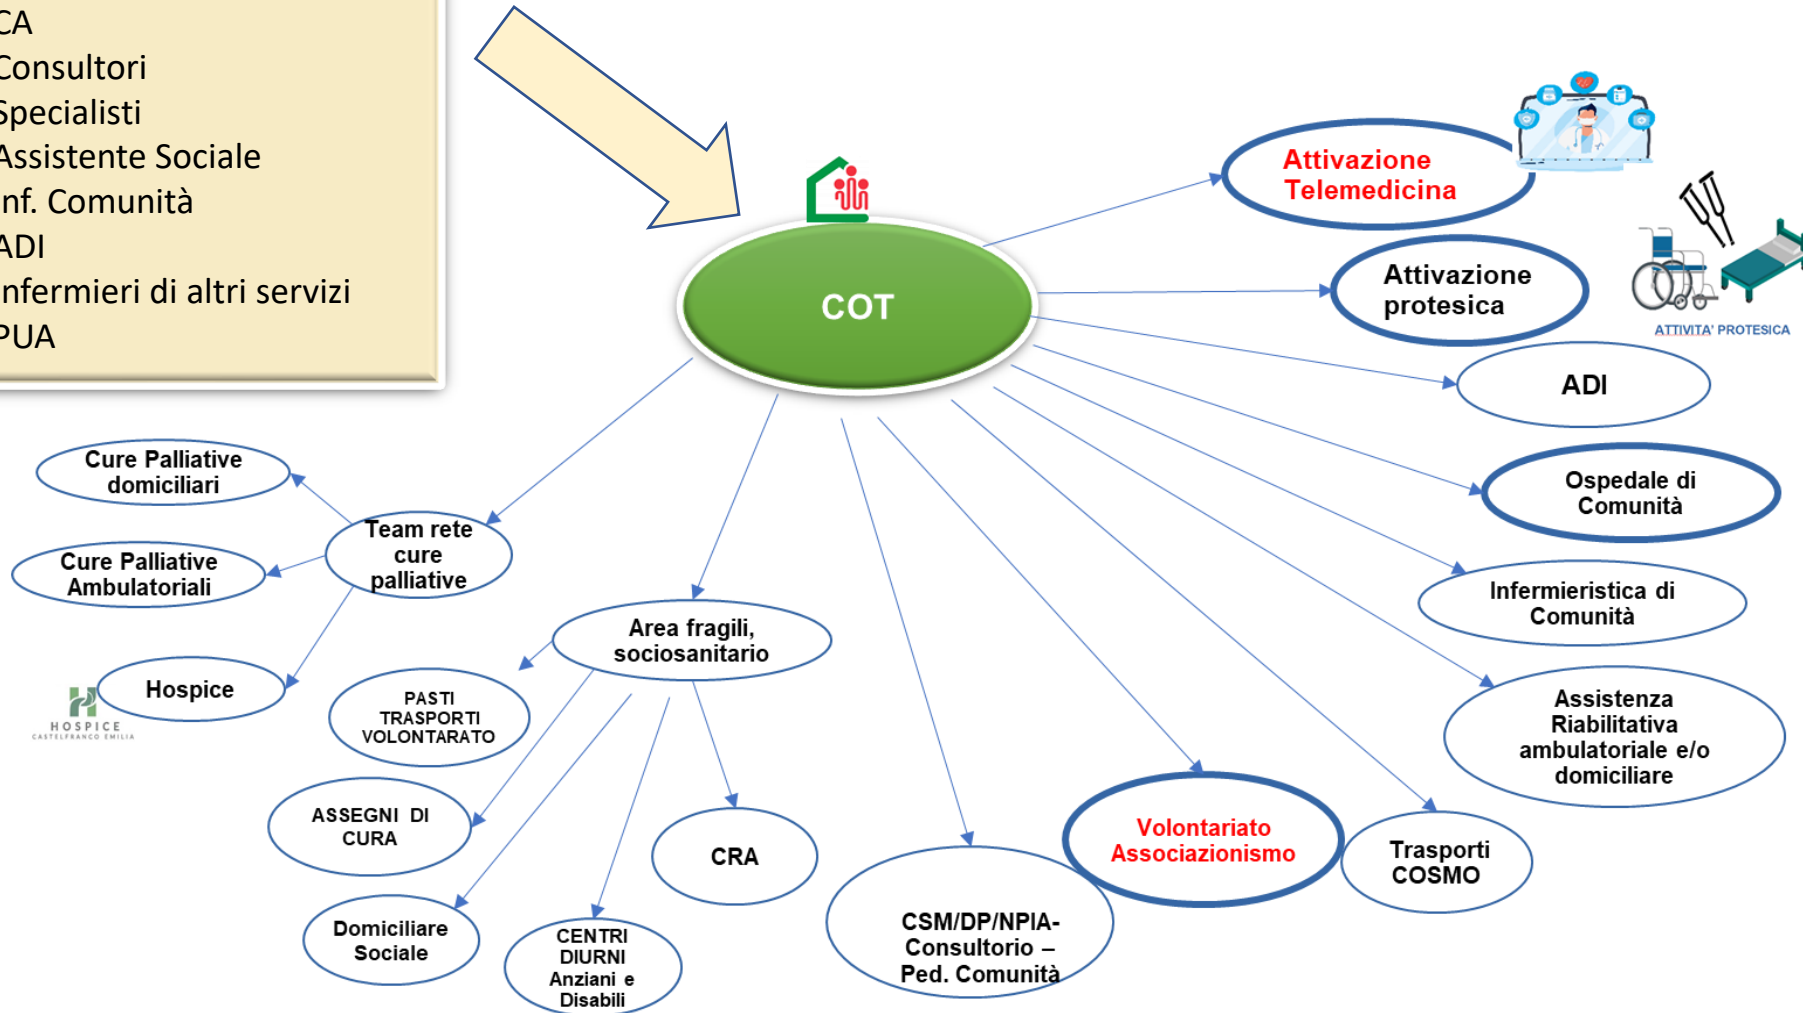 CA
Consultori
Specialisti
Assistente Sociale
Inf. Comunità
ADI
Infermieri di altri servizi
PUA
COT
Attivazione
Telemedicina
Attivazione
protesica
ATTIVITA' PROTESICA
ADI
Ospedale di
Comunità
Infermieristica di
Comunità
Assistenza
Riabilitativa
ambulatoriale e/o
domiciliare
Trasporti
COSMO
Volontariato
Associazionismo
CSM/DP/NPIA-
Consultorio –
Ped. Comunità
Area fragili,
sociosanitario
CRA
CENTRI
DIURNI
Anziani e
Disabili
Domiciliare
Sociale
ASSEGNI DI
CURA
PASTI
TRASPORTI
VOLONTARATO
Team rete
cure
palliative
Cure Palliative
domiciliari
Cure Palliative
Ambulatoriali
Hospice
HOSPICE
CASTELFRANCO EMILIA